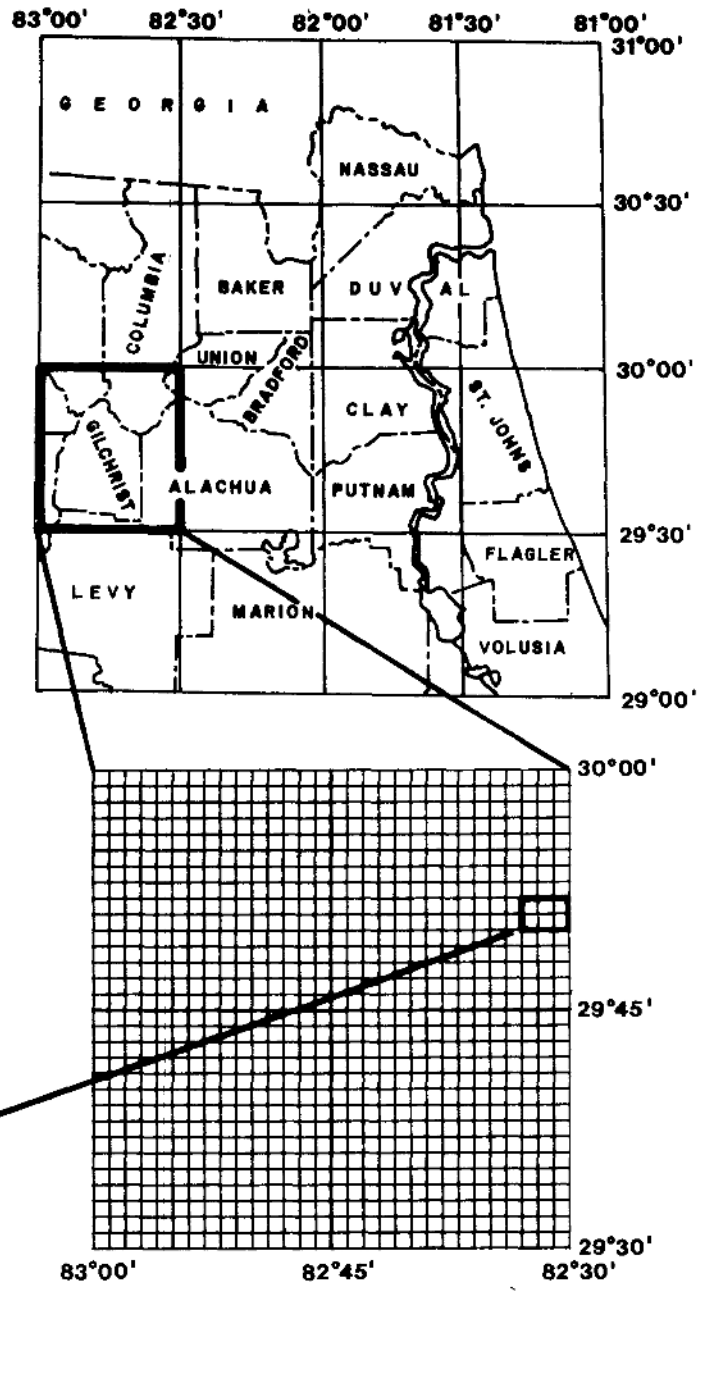 83°00' 82°30' 82°00' 81°30' 81°00'
31°00'
GEORGIA
NASSAU
30°30'
COLUMBIA
BAKER
DUVAL
UNION
BRADFORD
30°00'
CLAY
ST. JOHNS
GILCHRIST
ALACHUA
PUTNAM
29°30'
FLAGLER
LEVY
MARION
VOLUSIA
29°00'
30°00'
29°45'
29°30'
83°00' 82°45' 82°30'